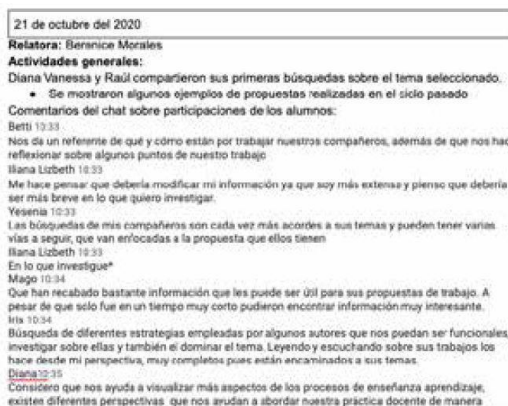 21 de octubre del 2020
Relatora: Berenice Morales
Actividades generales:
Diana Vanessa y Raúl compartieron sus primeras búsquedas sobre el tema seleccionado.
• Se mostraron algunos ejemplos de propuestas realizadas en el ciclo pasado
Comentarios del chat sobre participaciones de los alumnos:
Betti 10:33
Nos da un referente de qué y cómo están por trabajar nuestros compañeros, además de que nos hac
reflexionar sobre algunos puntos de nuestro trabajo
Iliana Lizbeth 10:33
Me hace pensar que debería modificar mi información ya que soy más extensa y pienso que debería
ser más breve en lo que quiero investigar.
Yesenia 10:33
Las búsquedas de mis compañeros son cada vez más acordes a sus temas y pueden tener varias
vías a seguir, que van enfocadas a la propuesta que ellos tienen
Iliana Lizbeth 10:33
En lo que investigue*
Mago 10:34
Que han recabado bastante información que les puede ser útil para sus propuestas de trabajo. A
pesar de que solo fue en un tiempo muy corto pudieron encontrar información muy interesante.
Iris 10:34
Búsqueda de diferentes estrategias empleadas por algunos autores que nos puedan ser funcionales,
investigar sobre ellas y también el dominar el tema. Leyendo y escuchando sobre sus trabajos los
hace desde mi perspectiva, muy completos pues están encaminados a sus temas.
Diana 10:35
Considero que nos ayuda a visualizar más aspectos de los procesos de enseñanza aprendizaje,
existen diferentes perspectivas que nos ayudan a abordar nuestra práctica docente de manera